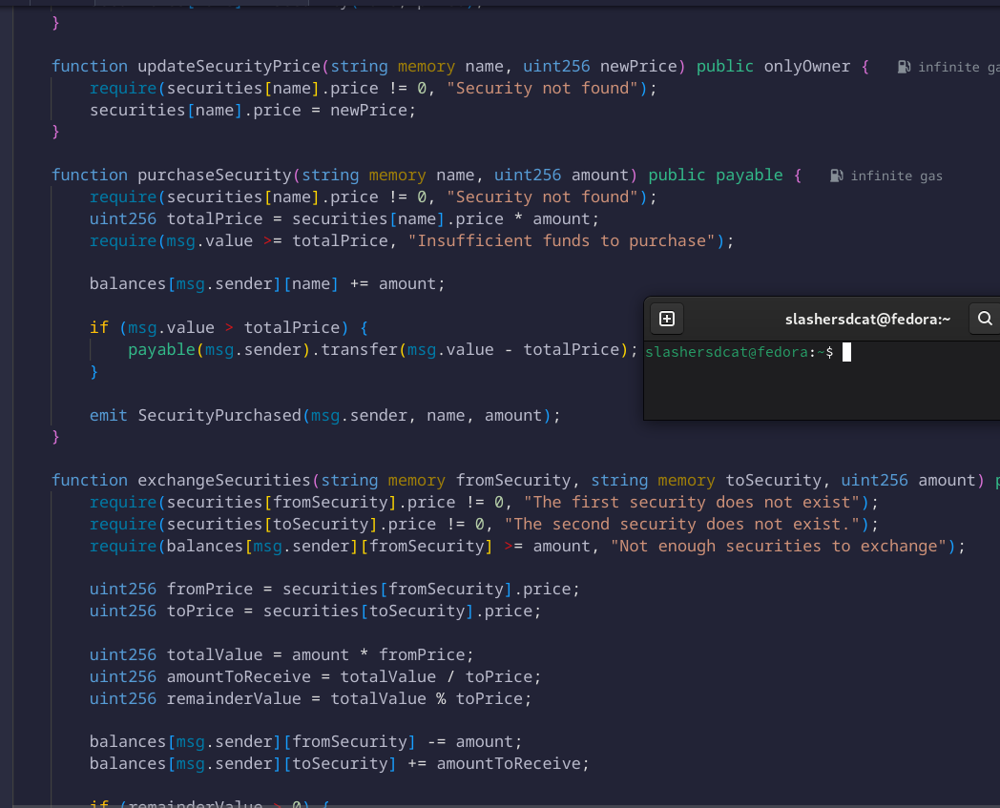 }
function updateSecurityPrice(string memory name, uint256 newPrice) public onlyOwner {    infinite ga
require(securities[name].price != 0, "Security not found");
securities[name].price = newPrice;
}
function purchaseSecurity(string memory name, uint256 amount) public payable {    infinite gas
require(securities[name].price != 0, "Security not found");
uint256 totalPrice = securities[name].price * amount;
require(msg.value >= totalPrice, "Insufficient funds to purchase");
balances[msg.sender][name] += amount;
if (msg.value > totalPrice) {
payable(msg.sender).transfer(msg.value - totalPrice);
}
emit SecurityPurchased(msg.sender, name, amount);
}
slashersdcat@fedora:~
slashersdcat@fedora:~$
function exchangeSecurities(string memory fromSecurity, string memory toSecurity, uint256 amount) p
require(securities[fromSecurity].price != 0, "The first security does not exist");
require(securities[toSecurity].price != 0, "The second security does not exist.");
require(balances[msg.sender][fromSecurity] >= amount, "Not enough securities to exchange");
uint256 fromPrice = securities[fromSecurity].price;
uint256 toPrice = securities[toSecurity].price;
uint256 totalValue = amount * fromPrice;
uint256 amountToReceive = totalValue / toPrice;
uint256 remainderValue = totalValue % toPrice;
balances[msg.sender][fromSecurity] -= amount;
balances[msg.sender][toSecurity] += amountToReceive;
if (remainderValue > 0) {